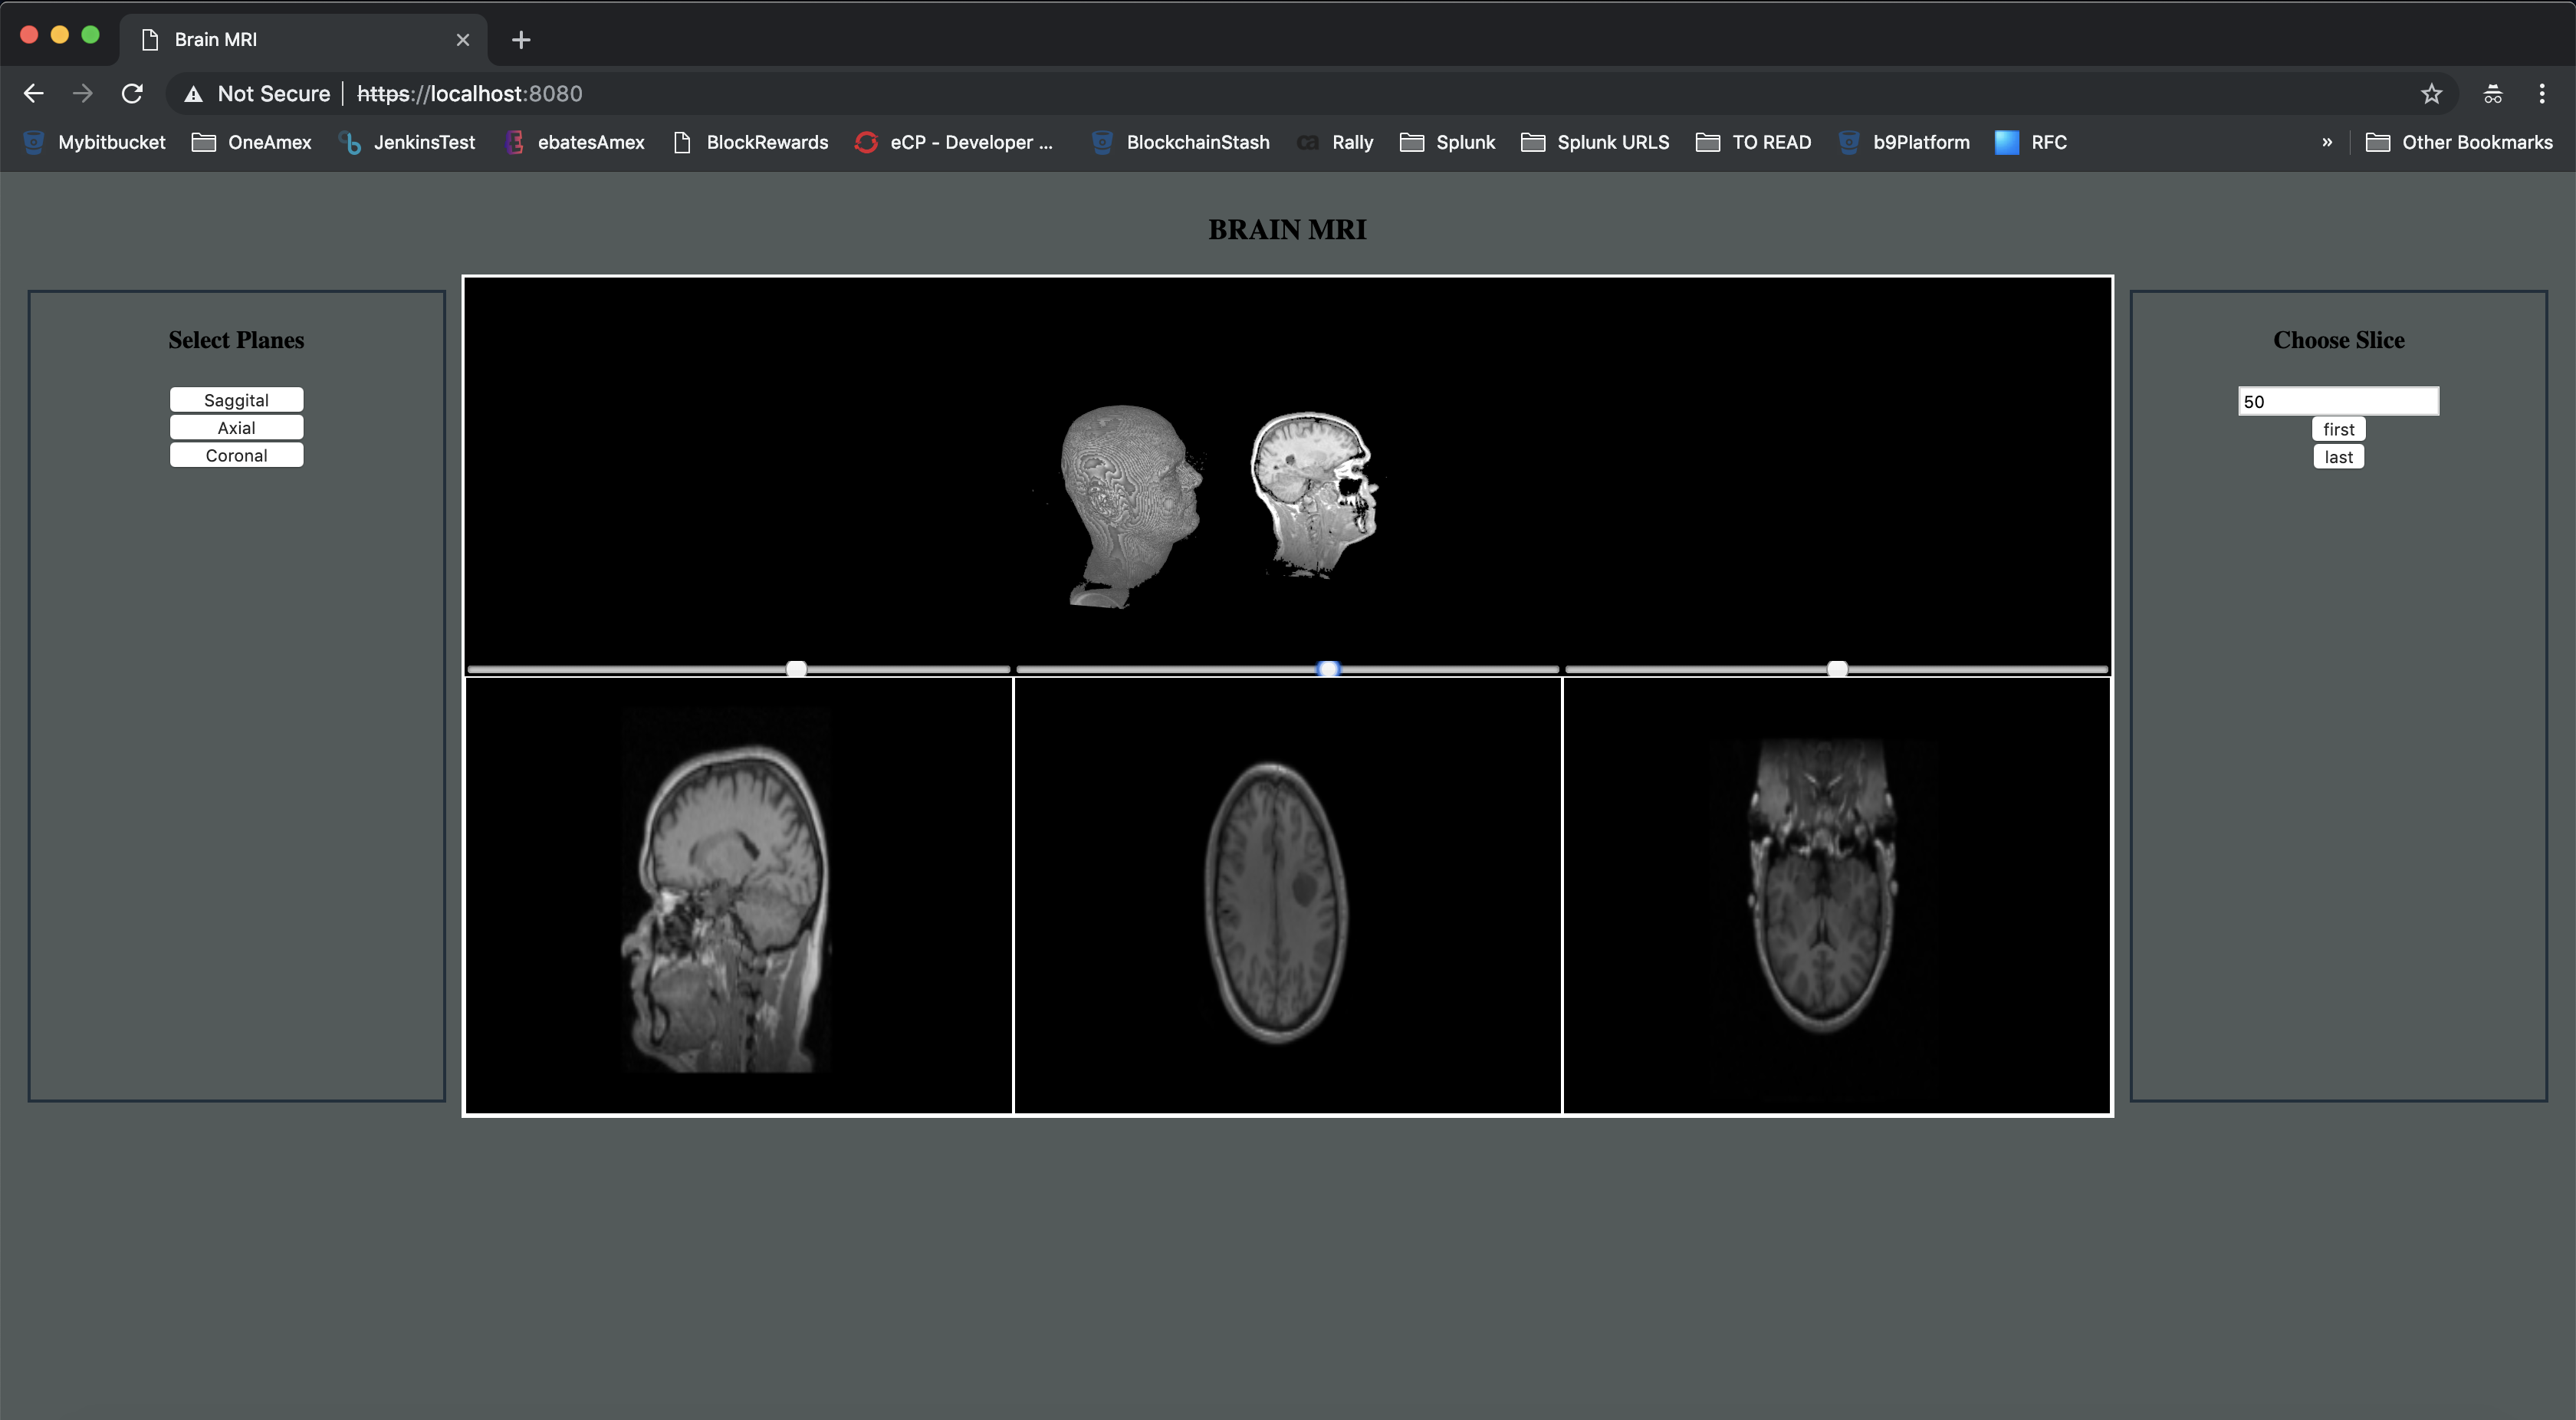 Brain MRI
Not Secure
https://localhost:8080
Mybitbucket
OneAmex
JenkinsTest
ebatesAmex
BlockRewards
eCP - Developer ...
BlockchainStash
ca Rally
Splunk
Splunk URLS
TO READ
b9Platform
RFC
»
Other Bookmarks
BRAIN MRI
Select Planes
Saggital
Axial
Coronal
Choose Slice
50
first
last